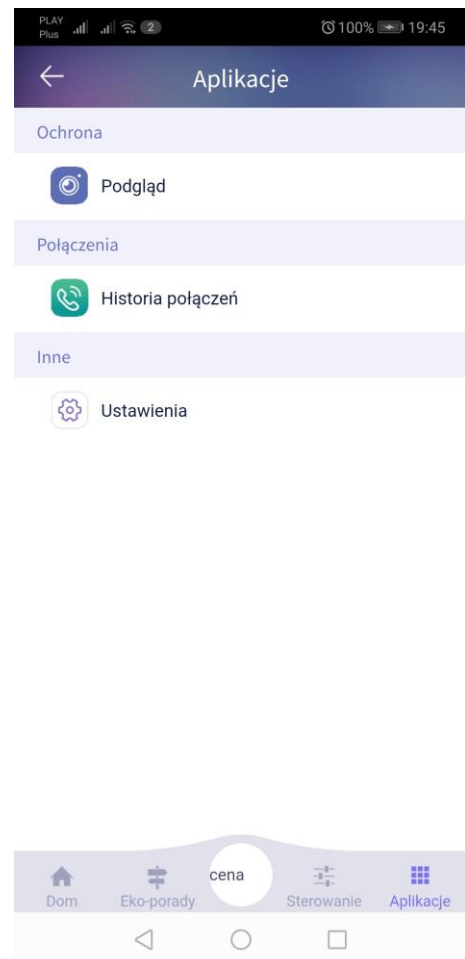 PLAY
Plus
2
100%
19:45
Aplikacje
Ochrona
Podgląd
Połączenia
Historia połączeń
Inne
Ustawienia
cena
Dom
Eko-porady
Sterowanie
Aplikacje